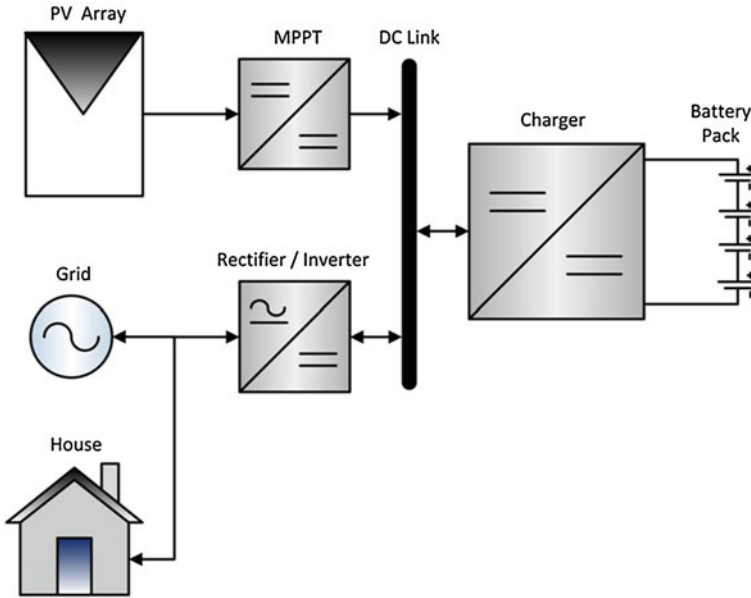 PV Array
MPPT
DC Link
Charger
Battery
Pack
Rectifier / Inverter
Grid
House